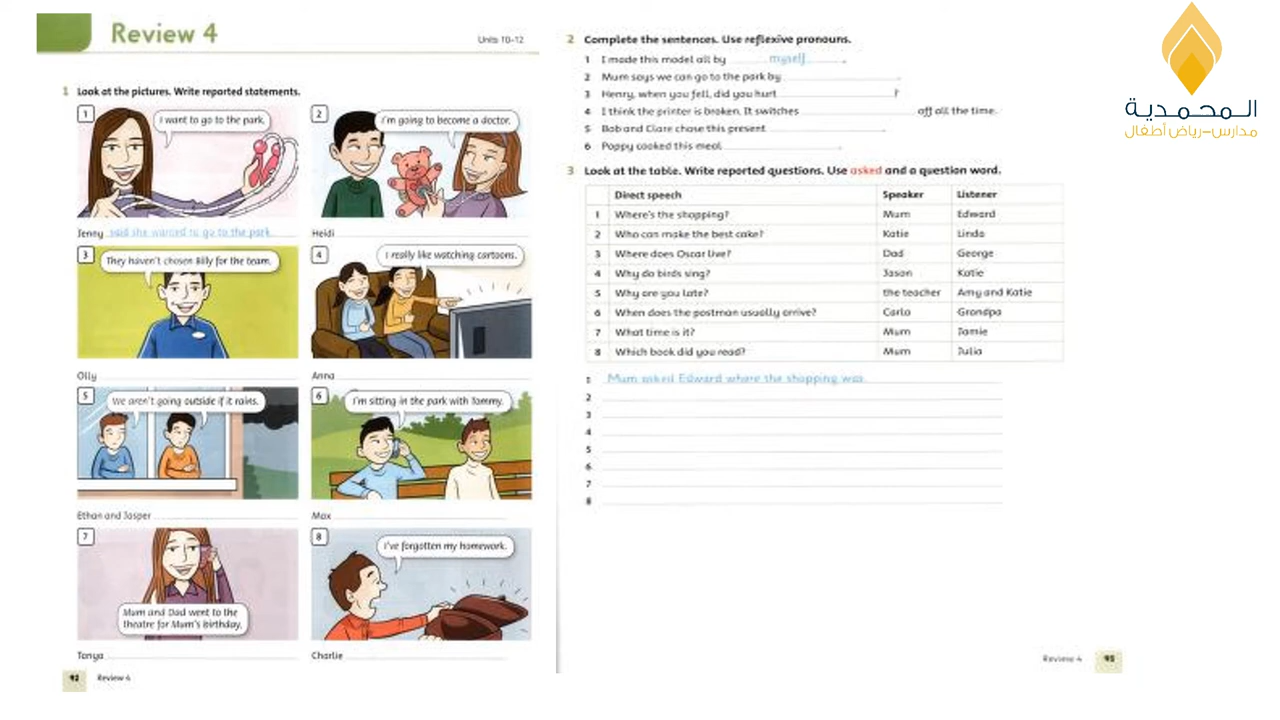 Review 4
Units 10-12
1 Look at the pictures. Write reported statements.
1
I want to go to the park.
2
I'm going to become a doctor.
Jenny said she wanted to go to the park.
Heidi
3
They haven't chosen Billy for the team.
4
I really like watching cartoons.
Olly
Anna
5
We aren't going outside if it rains.
6
I'm sitting in the park with Tommy.
Ethan and Jasper
Max
7
Mum and Dad went to the
theatre for Mum's birthday.
8
I've forgotten my homework.
Tanya
Charlie
92 Review 4
2 Complete the sentences. Use reflexive pronouns.
1 I made this model all by myself.
2 Mum says we can go to the park by .
3 Henry, when you fell, did you hurt ?
4 I think the printer is broken. It switches off all the time.
5 Bob and Clare chose this present .
6 Poppy cooked this meal .
3 Look at the table. Write reported questions. Use asked and a question word.
Direct speech Speaker Listener
1 Where's the shopping? Mum Edward
2 Who can make the best cake? Katie Linda
3 Where does Oscar live? Dad George
4 Why do birds sing? Jason Katie
5 Why are you late? the teacher Amy and Katie
6 When does the postman usually arrive? Carla Grandpa
7 What time is it? Mum Jamie
8 Which book did you read? Mum Julia
1 Mum asked Edward where the shopping was.
2
3
4
5
6
7
8
Review 4 93
المحمدية
مدارس-رياض أطفال